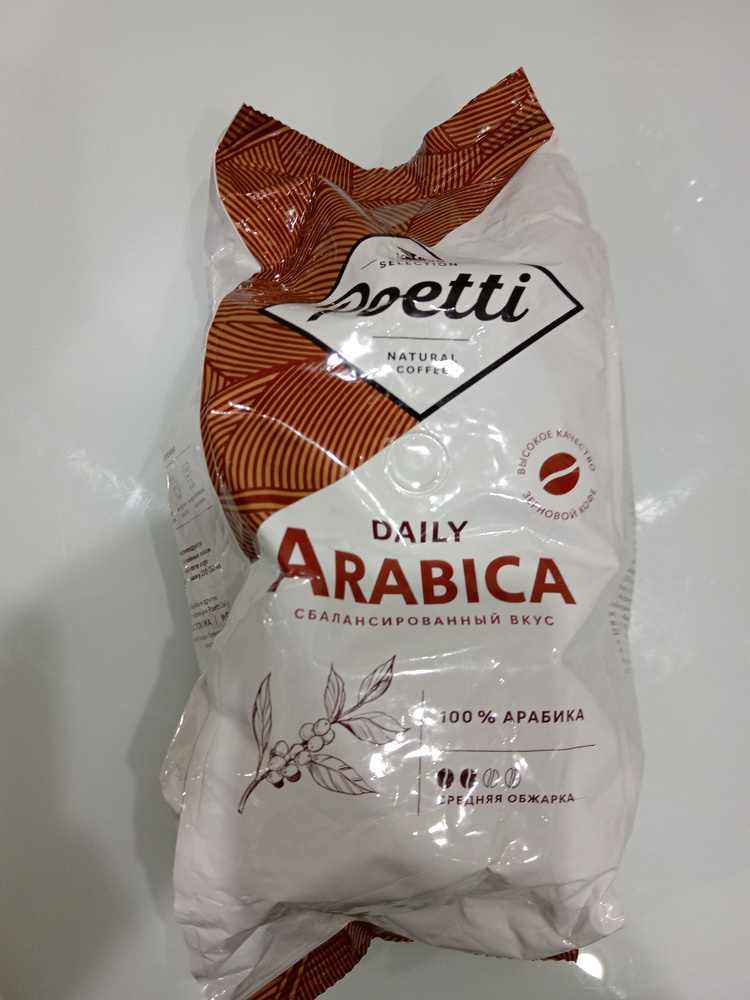 SELECTION
Poetti
NATURAL
COFFEE
ВЫСОКОЕ КАЧЕСТВО
ЗЕРНОВОЙ КОФЕ
DAILY
ARABICA
СБАЛАНСИРОВАННЫЙ ВКУС
100 % АРАБИКА
СРЕДНЯЯ ОБЖАРКА